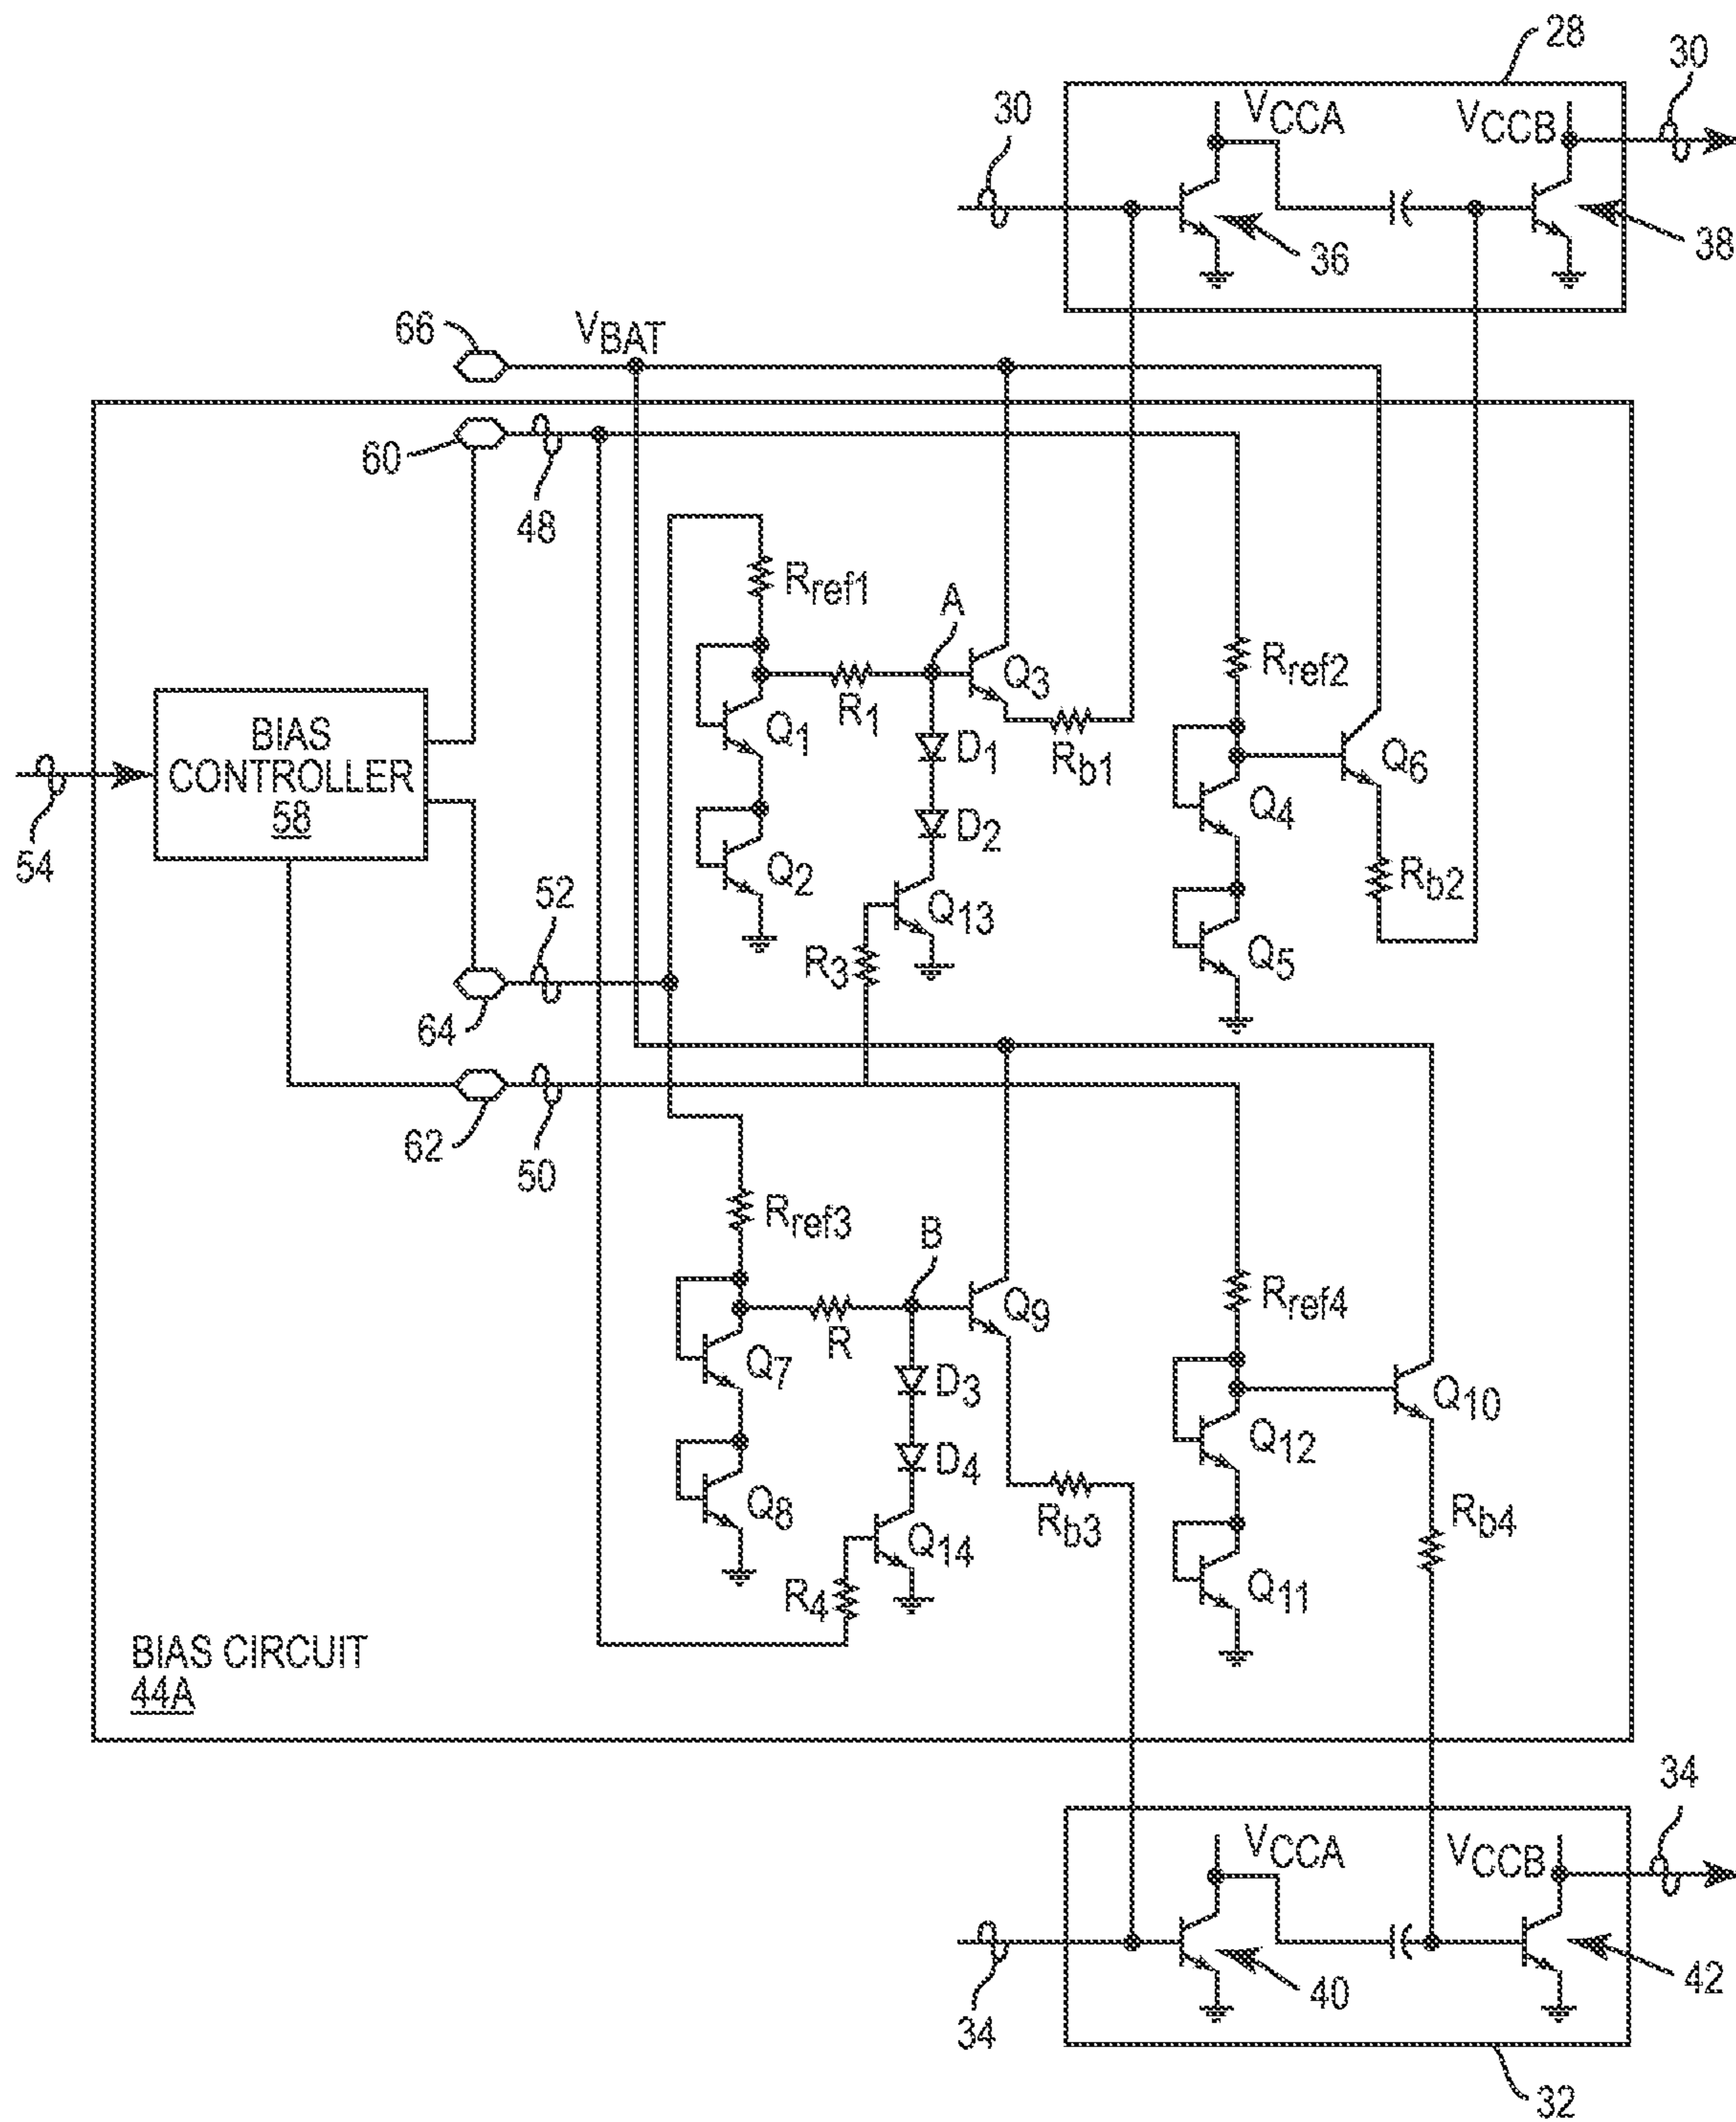 28
30
30
VCCA
VCCB
36
38
66
VBAT
60
48
Rref1
A
Q3
Rref2
R1
Q1
D1
Rb1
Q6
BIAS
CONTROLLER
58
54
Q4
D2
Q2
Rb2
52
Q13
R3
Q5
64
62
50
Rref3
B
Q9
Rref4
R
Q7
D3
Q10
Q12
D4
Q8
Rb3
Rb4
Q14
R4
Q11
BIAS CIRCUIT
44A
34
VCCA
VCCB
40
42
34
32